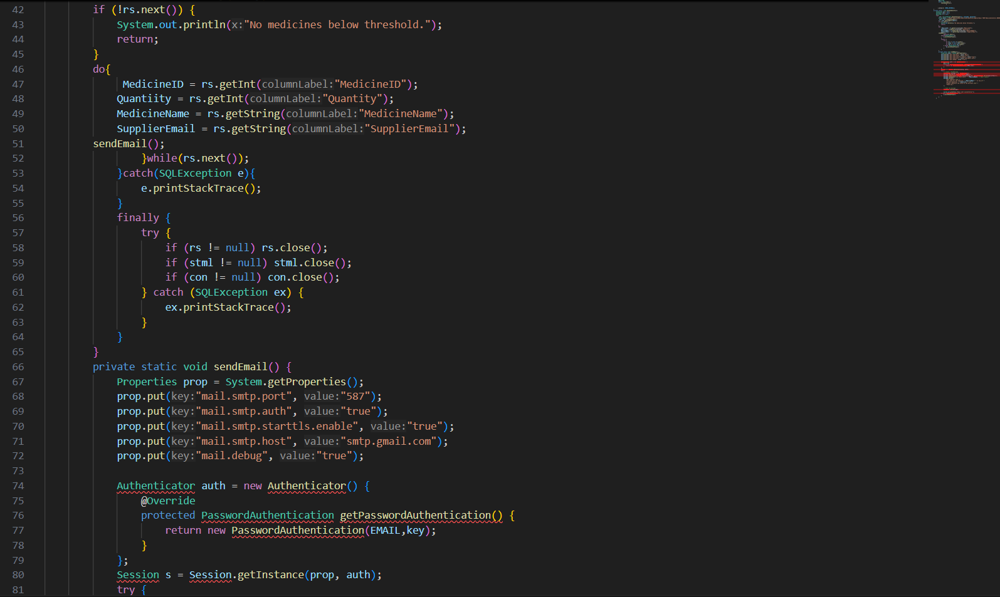 42 if (!rs.next()) {
43 System.out.println(x:"No medicines below threshold.");
44 return;
45 }
46 do{
47 MedicineID = rs.getInt(columnLabel:"MedicineID");
48 Quantiity = rs.getInt(columnLabel:"Quantity");
49 MedicineName = rs.getString(columnLabel:"MedicineName");
50 SupplierEmail = rs.getString(columnLabel:"SupplierEmail");
51 sendEmail();
52 }while(rs.next());
53 }catch(SQLException e){
54 e.printStackTrace();
55 }
56 finally {
57 try {
58 if (rs != null) rs.close();
59 if (stml != null) stml.close();
60 if (con != null) con.close();
61 } catch (SQLException ex) {
62 ex.printStackTrace();
63 }
64 }
65 }
66 private static void sendEmail() {
67 Properties prop = System.getProperties();
68 prop.put(key:"mail.smtp.port", value:"587");
69 prop.put(key:"mail.smtp.auth", value:"true");
70 prop.put(key:"mail.smtp.starttls.enable", value:"true");
71 prop.put(key:"mail.smtp.host", value:"smtp.gmail.com");
72 prop.put(key:"mail.debug", value:"true");
73
74 Authenticator auth = new Authenticator() {
75 @Override
76 protected PasswordAuthentication getPasswordAuthentication() {
77 return new PasswordAuthentication(EMAIL,key);
78 }
79 };
80 Session s = Session.getInstance(prop, auth);
81 try {